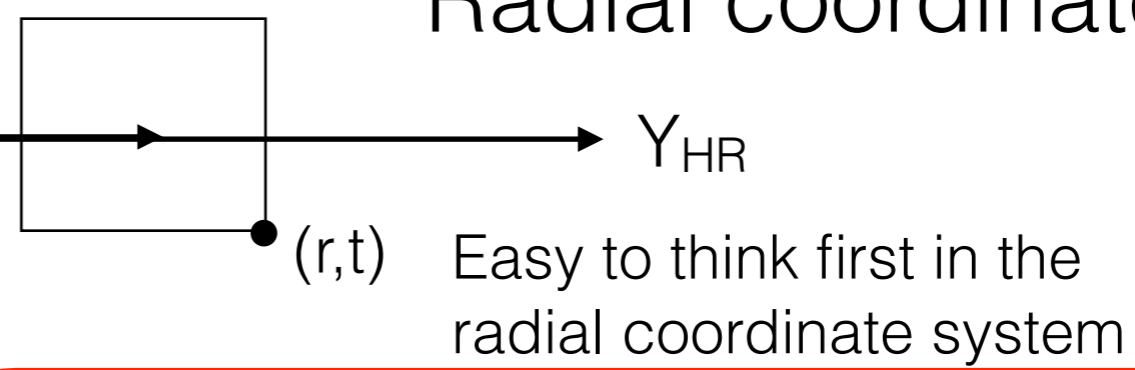 Radial coordinate
Y_HR
(r,t)
Easy to think first in the
radial coordinate system